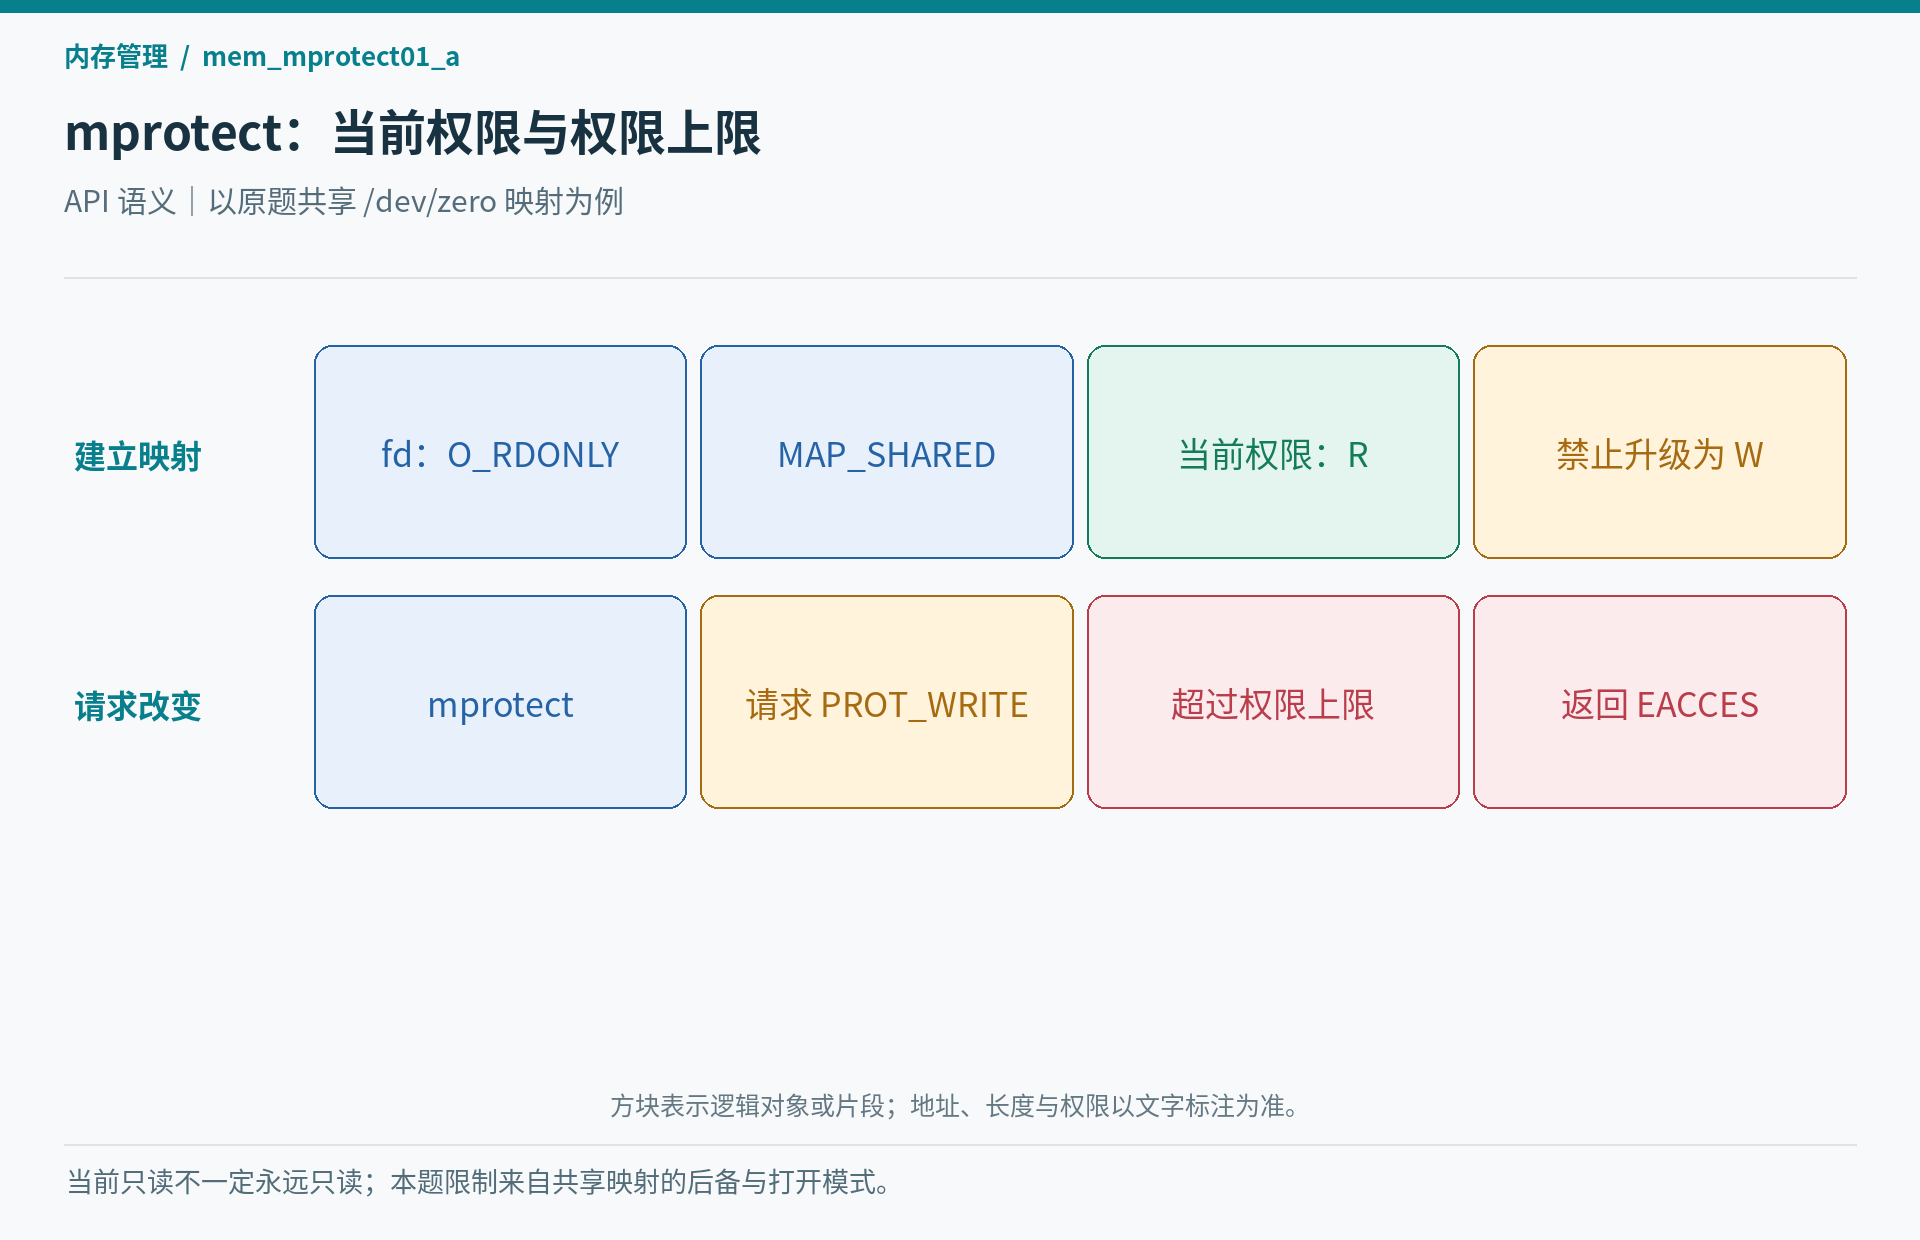 内存管理 / mem_mprotect01_a
mprotect：当前权限与权限上限
API 语义｜以原题共享 /dev/zero 映射为例
建立映射
fd：O_RDONLY
MAP_SHARED
当前权限：R
禁止升级为 W
请求改变
mprotect
请求 PROT_WRITE
超过权限上限
返回 EACCES
方块表示逻辑对象或片段；地址、长度与权限以文字标注为准。
当前只读不一定永远只读；本题限制来自共享映射的后备与打开模式。